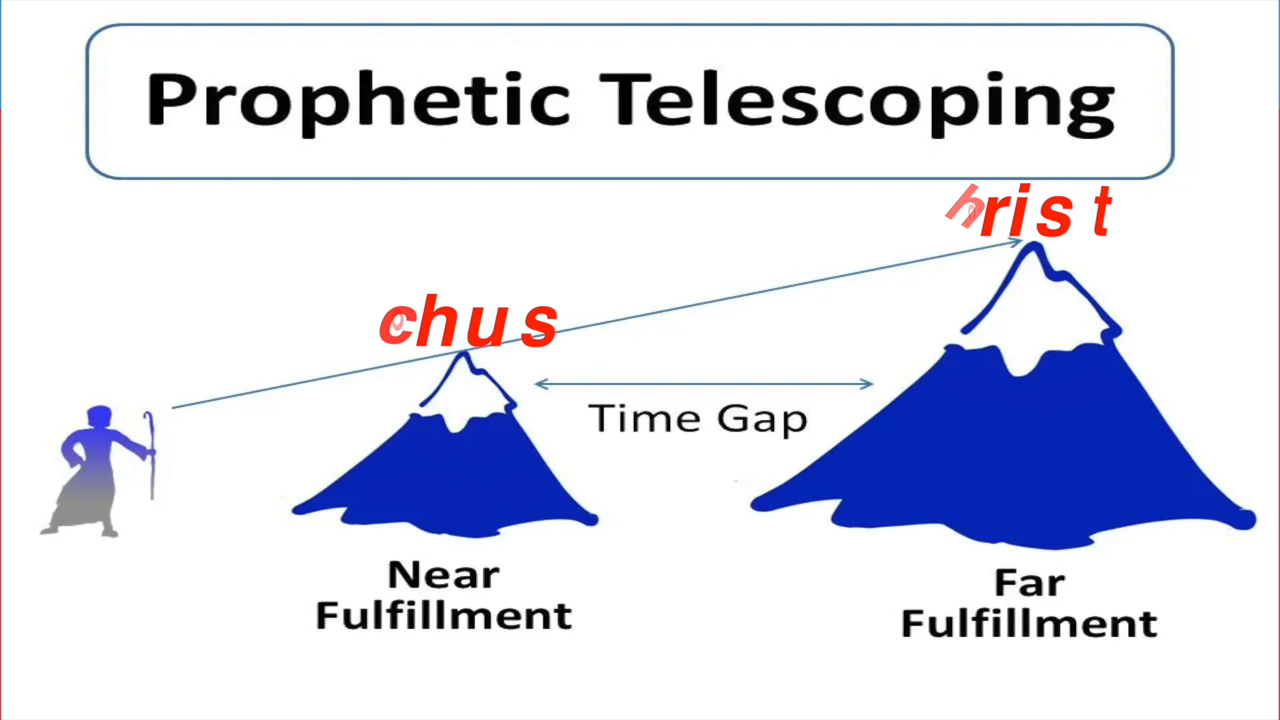 Prophetic Telescoping
hrist
chus
Time Gap
Near
Fulfillment
Far
Fulfillment